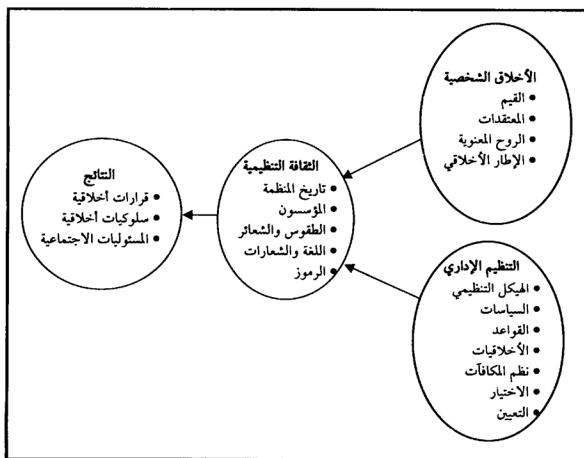 الأخلاق الشخصية
• القيم
• المعتقدات
• الروح المعنوية
• الإطار الأخلاقي
الثقافة التنظيمية
• تاريخ المنظمة
• المؤسسون
• الطقوس والشعائر
• اللغة والشعارات
• الرموز
النتائج
• قرارات أخلاقية
• سلوكيات أخلاقية
• المسئوليات الاجتماعية
التنظيم الإداري
• الهيكل التنظيمي
• السياسات
• القواعد
• الأخلاقيات
• نظم المكافآت
• الاختيار
• التعيين